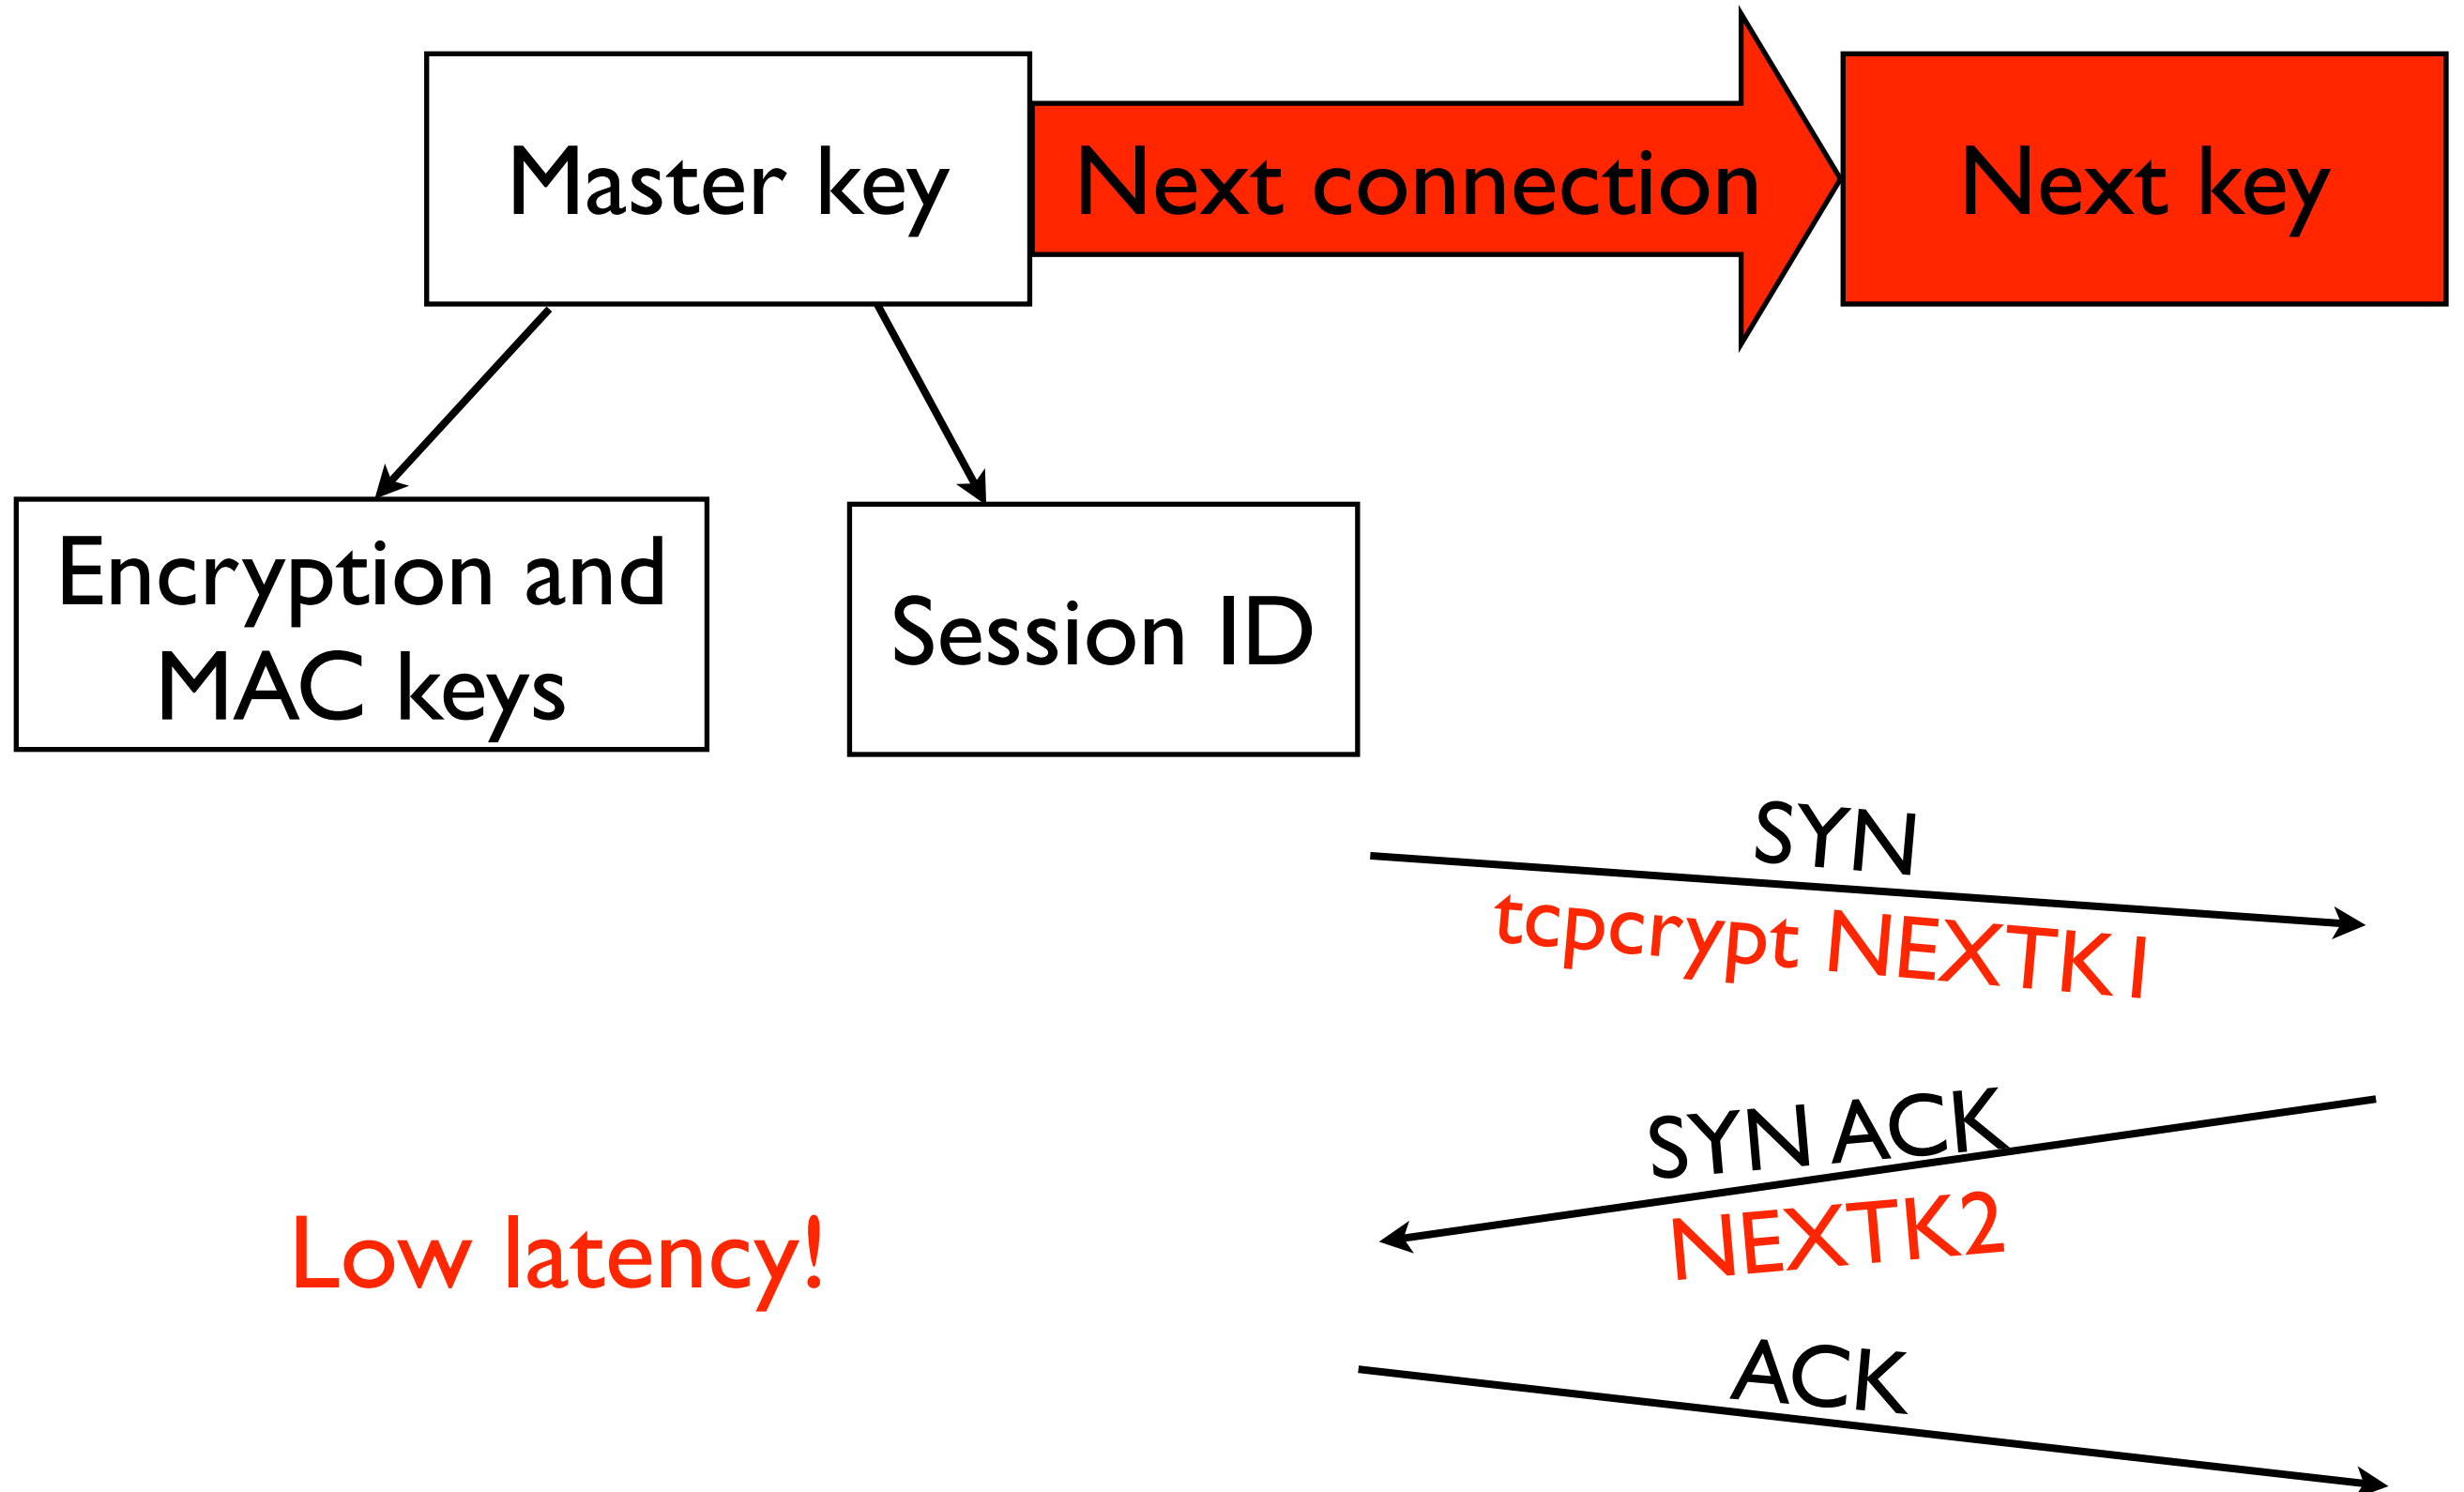 Master key
Next connection
Next key
Encryption and
MAC keys
Session ID
SYN
tcpcrypt NEXTK1
SYN ACK
NEXTK2
Low latency!
ACK